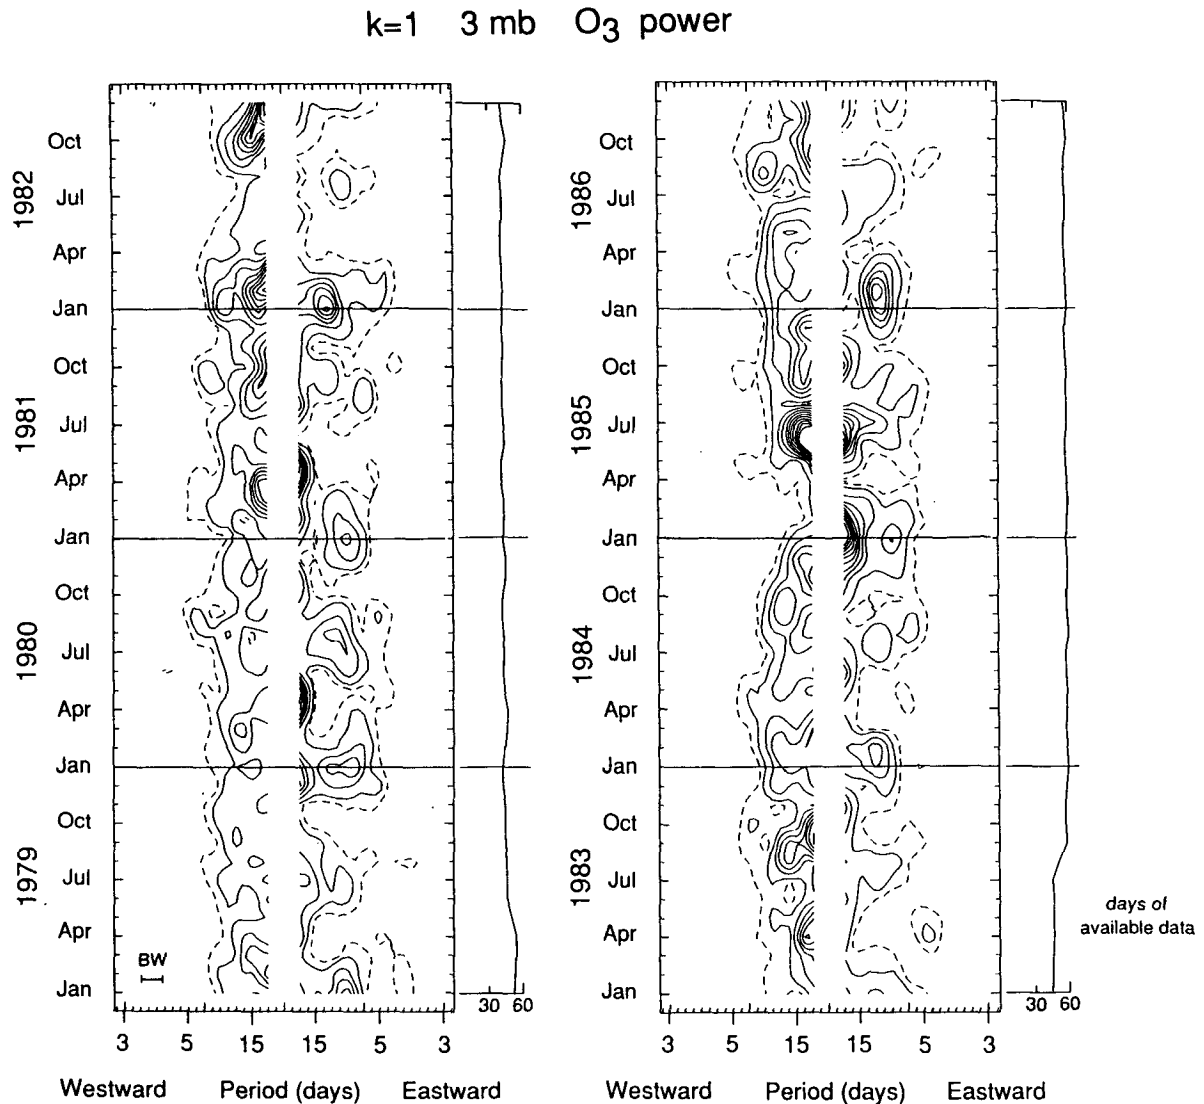 k=1 3 mb O3 power
Oct
Jul
Apr
Jan
Oct
Jul
Apr
Jan
Oct
Jul
Apr
Jan
Oct
Jul
Apr
Jan
1982
1981
1980
1979
BW
30 60
3 5 15 15 5 3
Westward Period (days) Eastward
Oct
Jul
Apr
Jan
Oct
Jul
Apr
Jan
Oct
Jul
Apr
Jan
Oct
Jul
Apr
Jan
1986
1985
1984
1983
30 60
days of
available data
3 5 15 15 5 3
Westward Period (days) Eastward